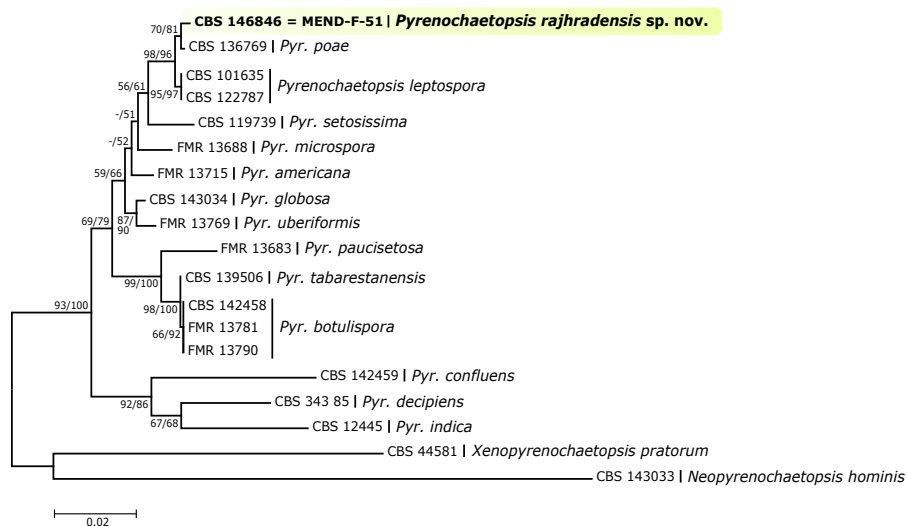 CBS 146846 = MEND-F-51 | Pyrenochaetopsis rajhradensis sp. nov.
70/81
CBS 136769 | Pyr. poae
98/96
CBS 101635
Pyrenochaetopsis leptospora
95/97
CBS 122787
56/61
CBS 119739 | Pyr. setosissima
-/51
FMR 13688 | Pyr. microspora
-/52
FMR 13715 | Pyr. americana
59/66
CBS 143034 | Pyr. globosa
87/
90
FMR 13769 | Pyr. uberiformis
69/79
FMR 13683 | Pyr. paucisetosa
99/100
CBS 139506 | Pyr. tabarestanensis
98/100
CBS 142458
FMR 13781
Pyr. botulispora
66/92
FMR 13790
93/100
CBS 142459 | Pyr. confluens
92/86
CBS 343 85 | Pyr. decipiens
67/68
CBS 12445 | Pyr. indica
CBS 44581 | Xenopyrenochaetopsis pratorum
CBS 143033 | Neopyrenochaetopsis hominis
0.02